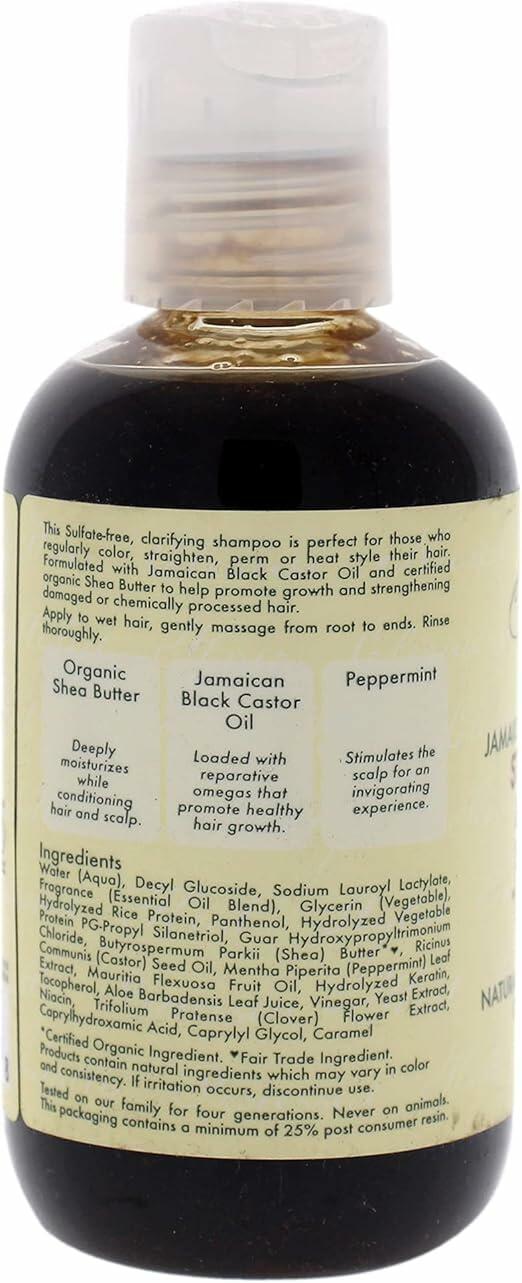 This Sulfate-free, clarifying shampoo is perfect for those who
regularly color, straighten, perm or heat style their hair.
Formulated with Jamaican Black Castor Oil and certified
organic Shea Butter to help promote growth and strengthening
damaged or chemically processed hair.
Apply to wet hair, gently massage from root to ends. Rinse
thoroughly.
Organic
Shea Butter
Deeply
moisturizes
while
conditioning
hair and scalp.
Jamaican
Black Castor
Oil
Loaded with
reparative
omegas that
promote healthy
hair growth.
Peppermint
Stimulates the
scalp for an
invigorating
experience.
Ingredients
Water (Aqua), Decyl Glucoside, Sodium Lauroyl Lactylate,
Fragrance (Essential Oil Blend), Glycerin (Vegetable),
Hydrolyzed Rice Protein, Panthenol, Hydrolyzed Vegetable
Protein PG-Propyl Silanetriol, Guar Hydroxypropyltrimonium
Chloride, Butyrospermum Parkii (Shea) Butter*♥, Ricinus
Communis (Castor) Seed Oil, Mentha Piperita (Peppermint) Leaf
Extract, Mauritia Flexuosa Fruit Oil, Hydrolyzed Keratin,
Tocopherol, Aloe Barbadensis Leaf Juice, Vinegar, Yeast Extract,
Niacin, Trifolium Pratense (Clover) Flower Extract,
Caprylhydroxamic Acid, Caprylyl Glycol, Caramel
*Certified Organic Ingredient. ♥Fair Trade Ingredient.
Products contain natural ingredients which may vary in color
and consistency. If irritation occurs, discontinue use.
Tested on our family for four generations. Never on animals.
This packaging contains a minimum of 25% post consumer resin.